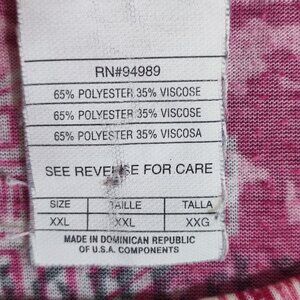 RN#94989
65% POLYESTER 35% VISCOSE
65% POLYESTER 35% VISCOSE
65% POLYESTER 35% VISCOSA
SEE REVERSE FOR CARE
SIZE TAILLE TALLA
XXL XXL XXG
MADE IN DOMINICAN REPUBLIC
OF U.S.A. COMPONENTS